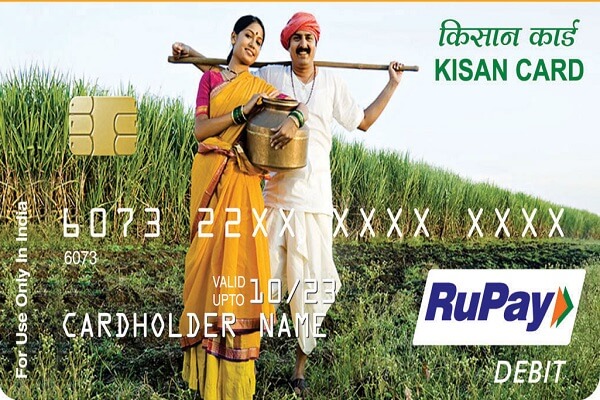 किसान कार्ड
KISAN CARD
6073 22XX XXXX XXXX
6073
For Use Only In India
VALID
UPTO 10/23
CARDHOLDER NAME
RuPay
DEBIT